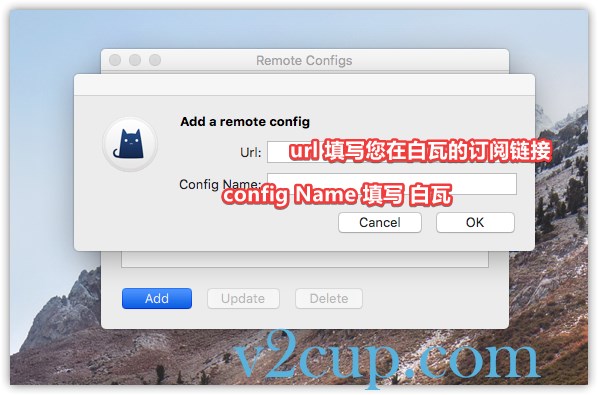 Remote Configs
Add a remote config
Url:
url 填写您在白瓦的订阅链接
Config Name:
config Name 填写 白瓦
Cancel
OK
Add
Update
Delete
v2cup.com